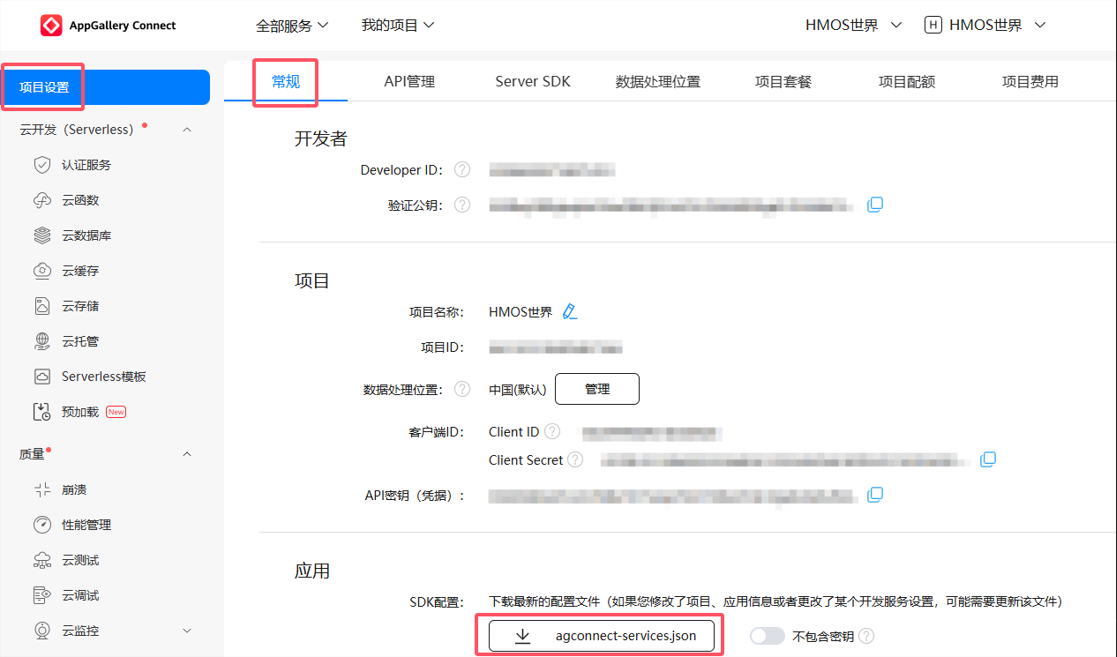 AppGallery Connect 全部服务 我的项目 HMOS世界 H HMOS世界
项目设置
云开发（Serverless）
认证服务
云函数
云数据库
云缓存
云存储
云托管
Serverless模板
预加载 New
质量
崩溃
性能管理
云测试
云调试
云监控
常规 API管理 Server SDK 数据处理位置 项目套餐 项目配额 项目费用
开发者
Developer ID： ?
验证公钥： ?
项目
项目名称： HMOS世界
项目ID：
数据处理位置： ? 中国(默认) 管理
客户端ID： Client ID ?
Client Secret ?
API密钥（凭据）：
应用
SDK配置： 下载最新的配置文件（如果您修改了项目、应用信息或者更改了某个开发服务设置，可能需要更新该文件）
agconnect-services.json 不包含密钥 ?